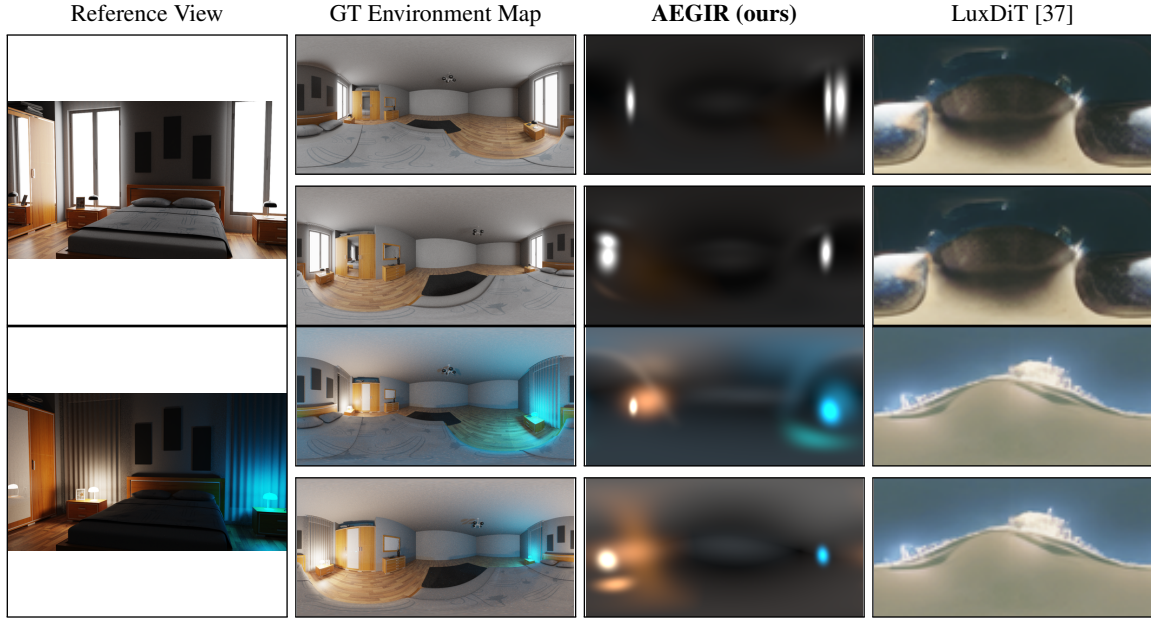 Reference View
GT Environment Map
AEGIR (ours)
LuxDiT [37]